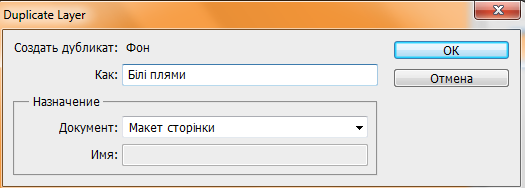 Duplicate Layer
Создать дубликат: Фон
OK
Как: Білі плями
Отмена
Назначение
Документ: Макет сторінки
Имя: